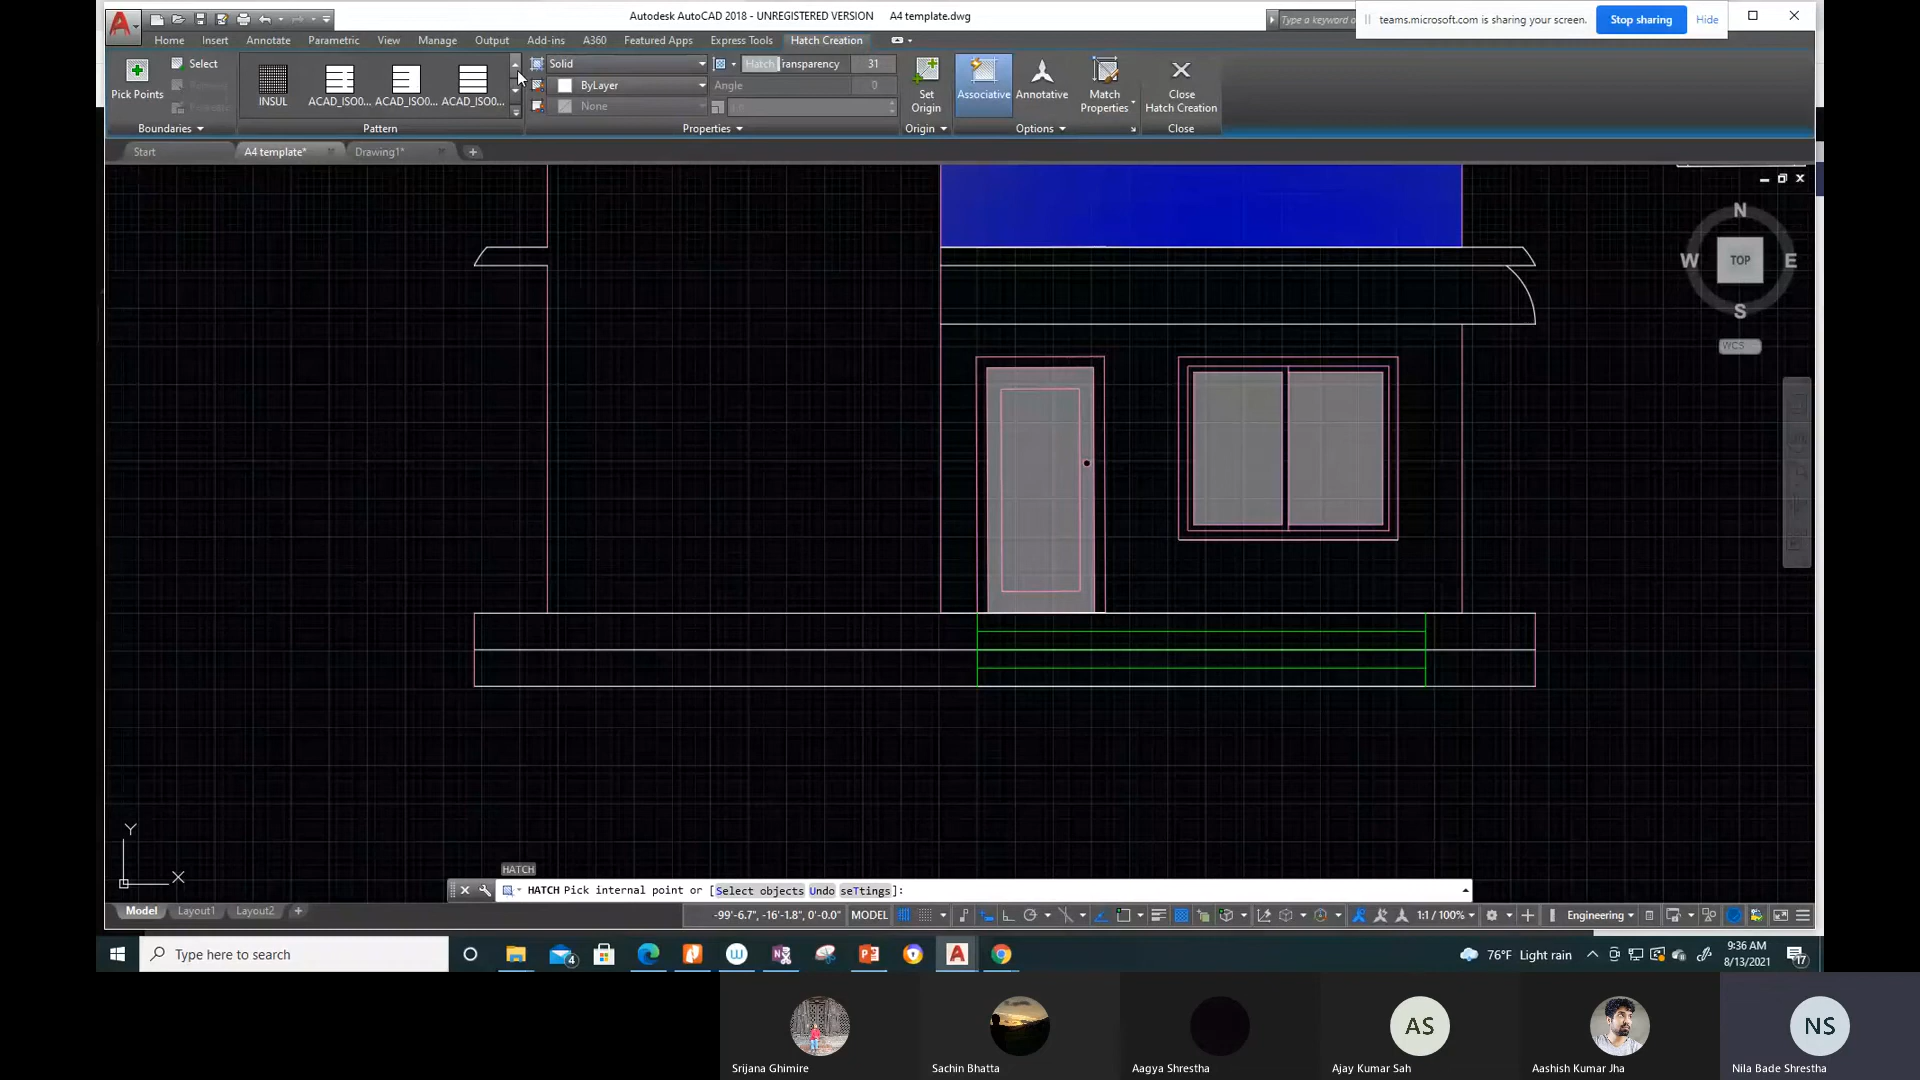 Autodesk AutoCAD 2018 - UNREGISTERED VERSION A4 template.dwg
Type a keyword o
teams.microsoft.com is sharing your screen.
Stop sharing
Hide
Home Insert Annotate Parametric View Manage Output Add-ins A360 Featured Apps Express Tools Hatch Creation
Pick Points
Select
Boundaries
INSUL
ACAD_ISO0...
ACAD_ISO0...
ACAD_ISO0...
Pattern
Solid
ByLayer
None
Hatch Transparency 31
Angle 0
Properties
Set Origin
Origin
Associative
Annotative
Match Properties
Options
Close Hatch Creation
Close
Start
A4 template*
Drawing1*
N
W TOP E
S
WCS
Y
X
HATCH
HATCH Pick internal point or [Select objects Undo seTtings]:
Model Layout1 Layout2
-99'-6.7", -16'-1.8", 0'-0.0" MODEL 1:1 / 100% Engineering
Type here to search
4
76°F Light rain
9:36 AM
8/13/2021
17
AS
NS
Srijana Ghimire
Sachin Bhatta
Aagya Shrestha
Ajay Kumar Sah
Aashish Kumar Jha
Nila Bade Shrestha